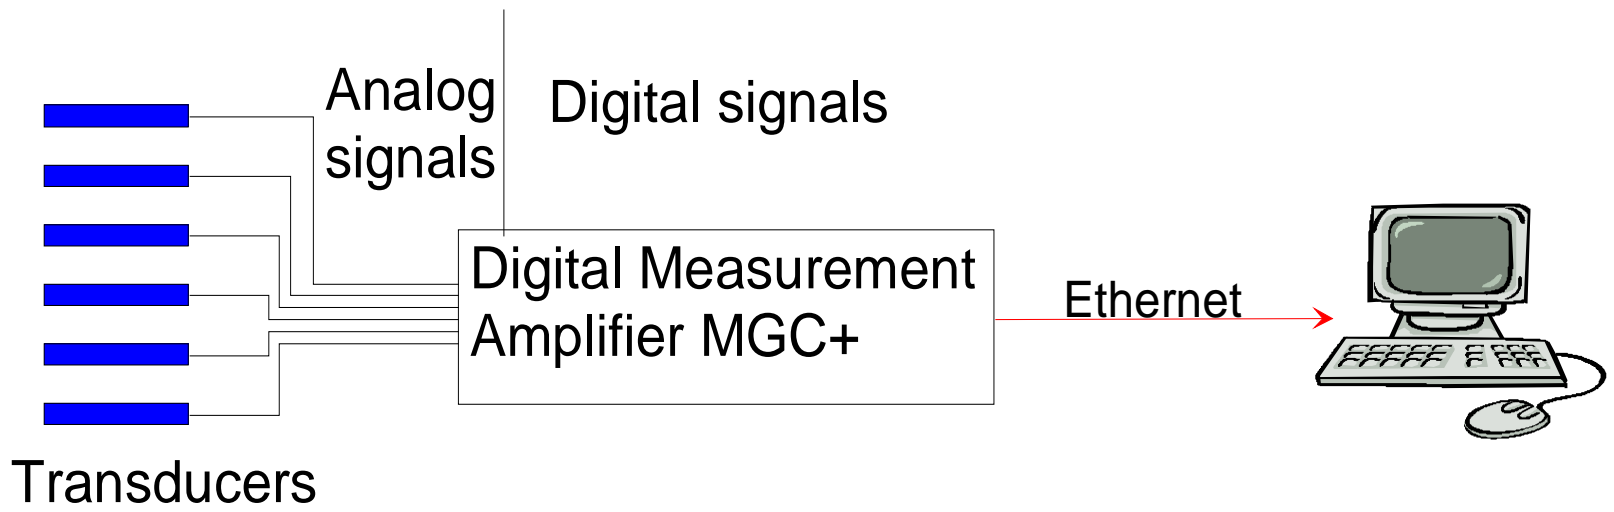 Analog
signals
Digital signals
Digital Measurement
Amplifier MGC+
Ethernet
Transducers